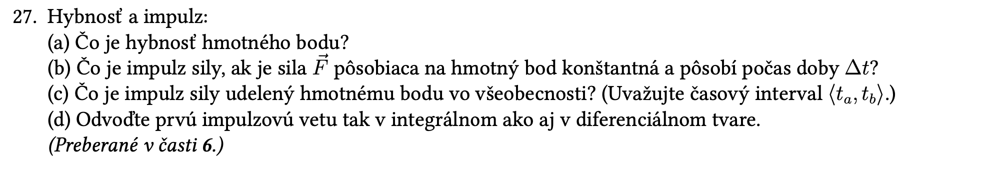 27. Hybnosť a impulz:
(a) Čo je hybnosť hmotného bodu?
(b) Čo je impulz sily, ak je sila $\vec{F}$ pôsobiaca na hmotný bod konštantná a pôsobí počas doby $\Delta t$?
(c) Čo je impulz sily udelený hmotnému bodu vo všeobecnosti? (Uvažujte časový interval $\langle t_a, t_b \rangle$.)
(d) Odvoďte prvú impulzovú vetu tak v integrálnom ako aj v diferenciálnom tvare.
(Preberané v časti 6.)